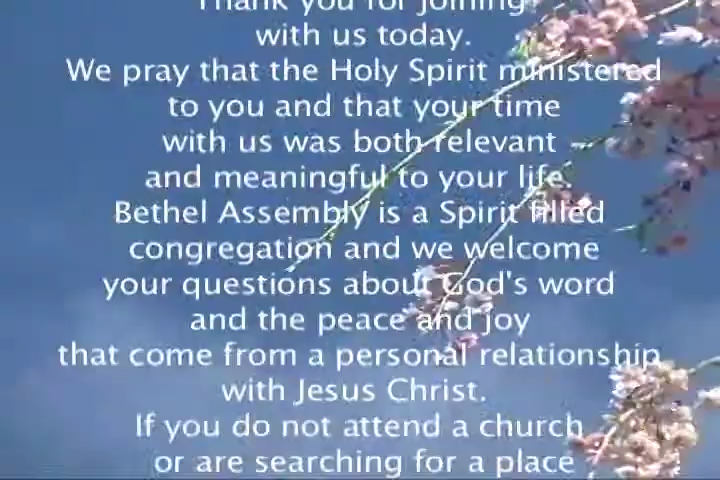 Thank you for joining
with us today.
We pray that the Holy Spirit ministered
to you and that your time
with us was both relevant
and meaningful to your life.
Bethel Assembly is a Spirit filled
congregation and we welcome
your questions about God's word
and the peace and joy
that come from a personal relationship
with Jesus Christ.
If you do not attend a church
or are searching for a place